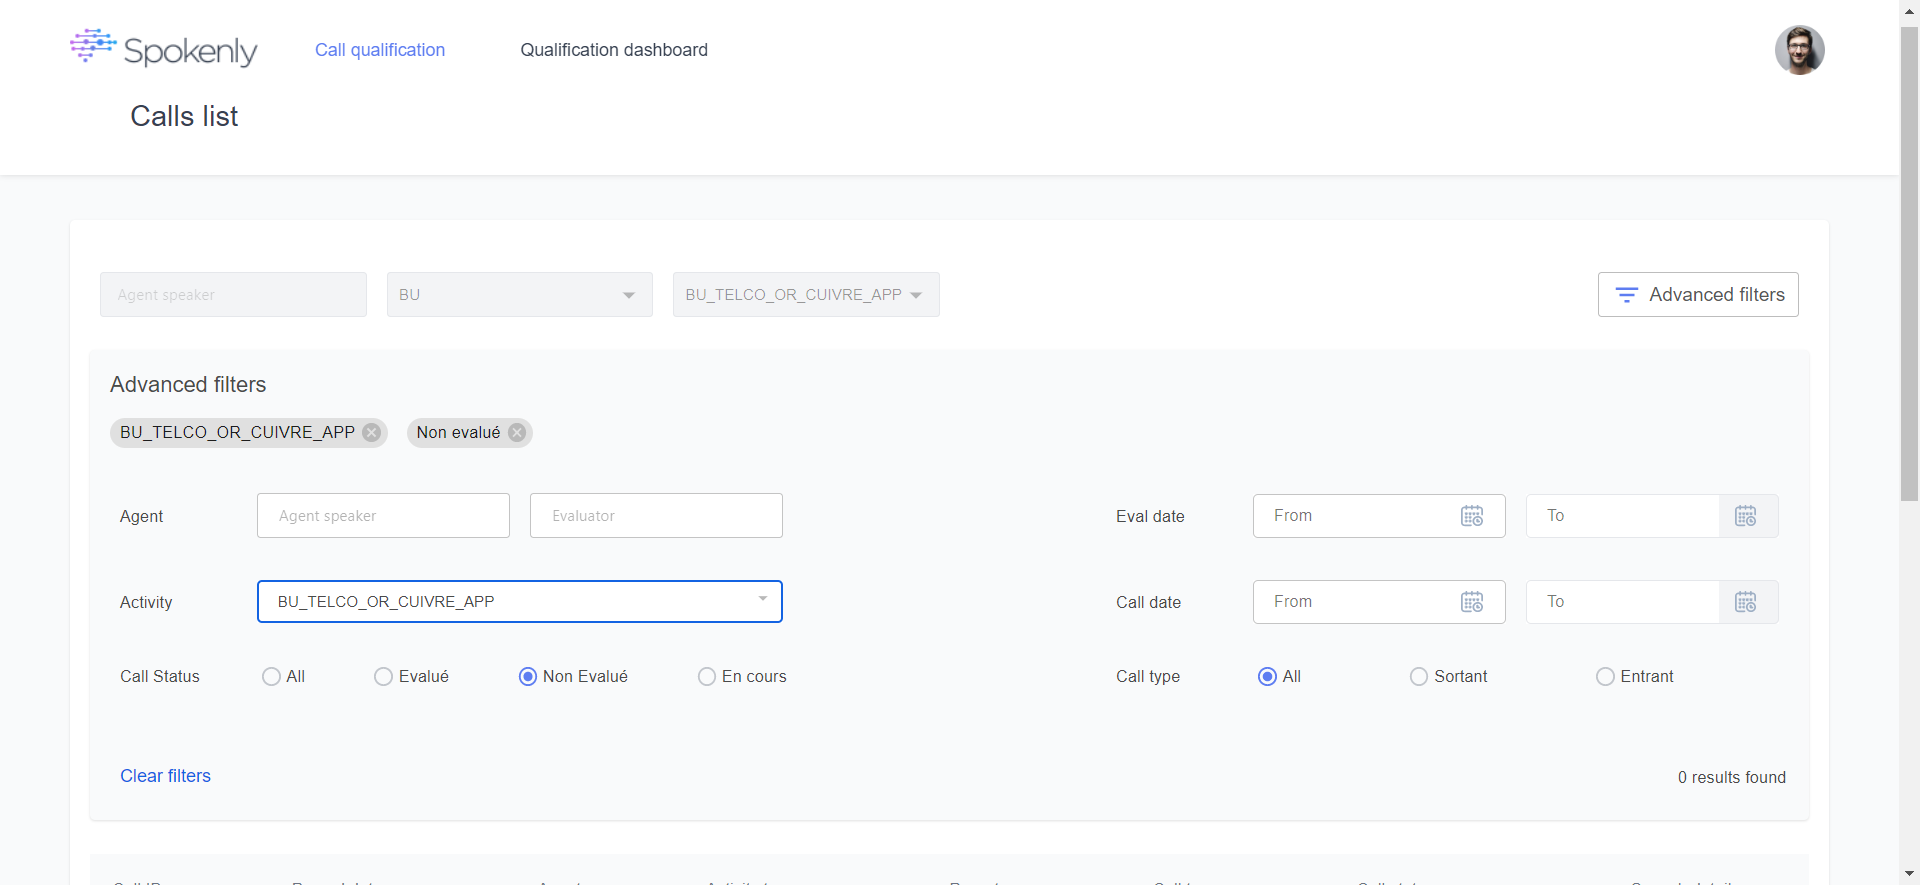 Spokenly
Call qualification
Qualification dashboard
Calls list
Agent speaker
BU
BU_TELCO_OR_CUIVRE_APP
Advanced filters
Advanced filters
BU_TELCO_OR_CUIVRE_APP
Non evalué
Agent
Agent speaker
Evaluator
Eval date
From
To
Activity
BU_TELCO_OR_CUIVRE_APP
Call date
From
To
Call Status
All
Evalué
Non Evalué
En cours
Call type
All
Sortant
Entrant
Clear filters
0 results found